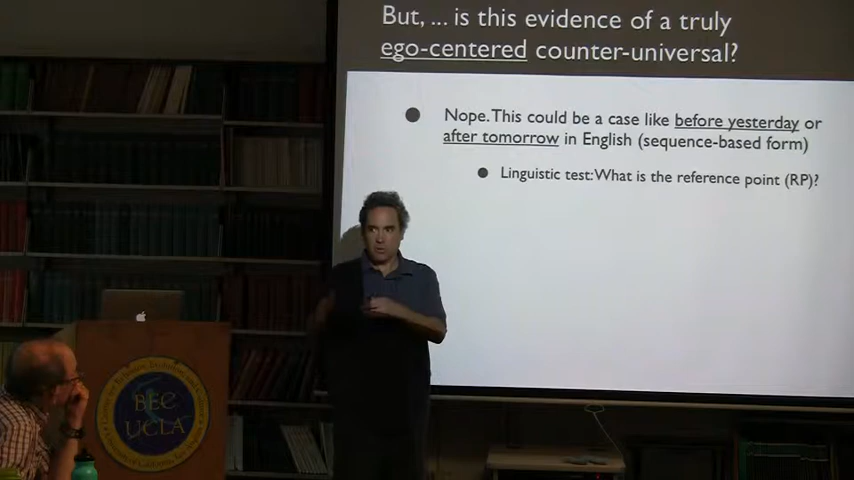 But, ... is this evidence of a truly
ego-centered counter-universal?
Nope. This could be a case like before yesterday or
after tomorrow in English (sequence-based form)
Linguistic test: What is the reference point (RP)?
BEC
UCLA